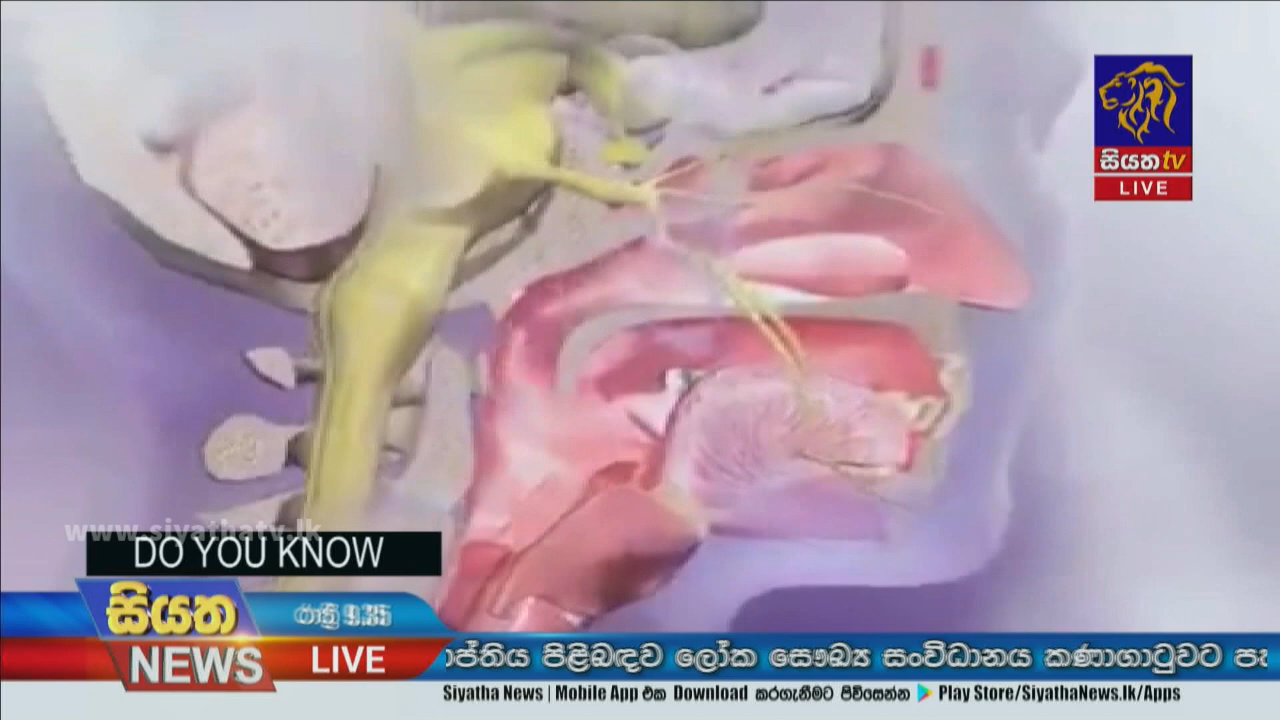 සියත tv
LIVE
www.siyathatv.lk
DO YOU KNOW
සියත
රාත්‍රී 9.35
NEWS
LIVE
ප්තිය පිළිබඳව ලෝක සෞඛ්‍ය සංවිධානය කණගාටුවට
Siyatha News | Mobile App එක Download කරගැනීමට පිවිසෙන්න Play Store/SiyathaNews.lk/Apps